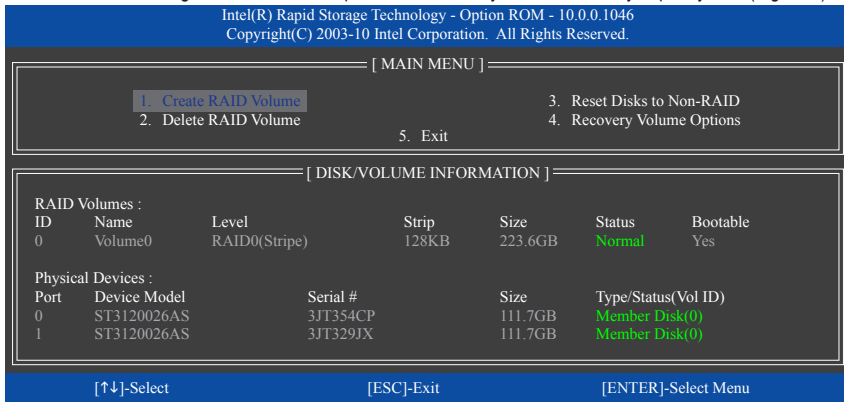 Intel(R) Rapid Storage Technology - Option ROM - 10.0.0.1046
Copyright(C) 2003-10 Intel Corporation. All Rights Reserved.
[ MAIN MENU ]
1. Create RAID Volume 3. Reset Disks to Non-RAID
2. Delete RAID Volume 4. Recovery Volume Options
5. Exit
[ DISK/VOLUME INFORMATION ]
RAID Volumes :
ID Name Level Strip Size Status Bootable
0 Volume0 RAID0(Stripe) 128KB 223.6GB Normal Yes
Physical Devices :
Port Device Model Serial # Size Type/Status(Vol ID)
0 ST3120026AS 3JT354CP 111.7GB Member Disk(0)
1 ST3120026AS 3JT329JX 111.7GB Member Disk(0)
[↑↓]-Select [ESC]-Exit [ENTER]-Select Menu